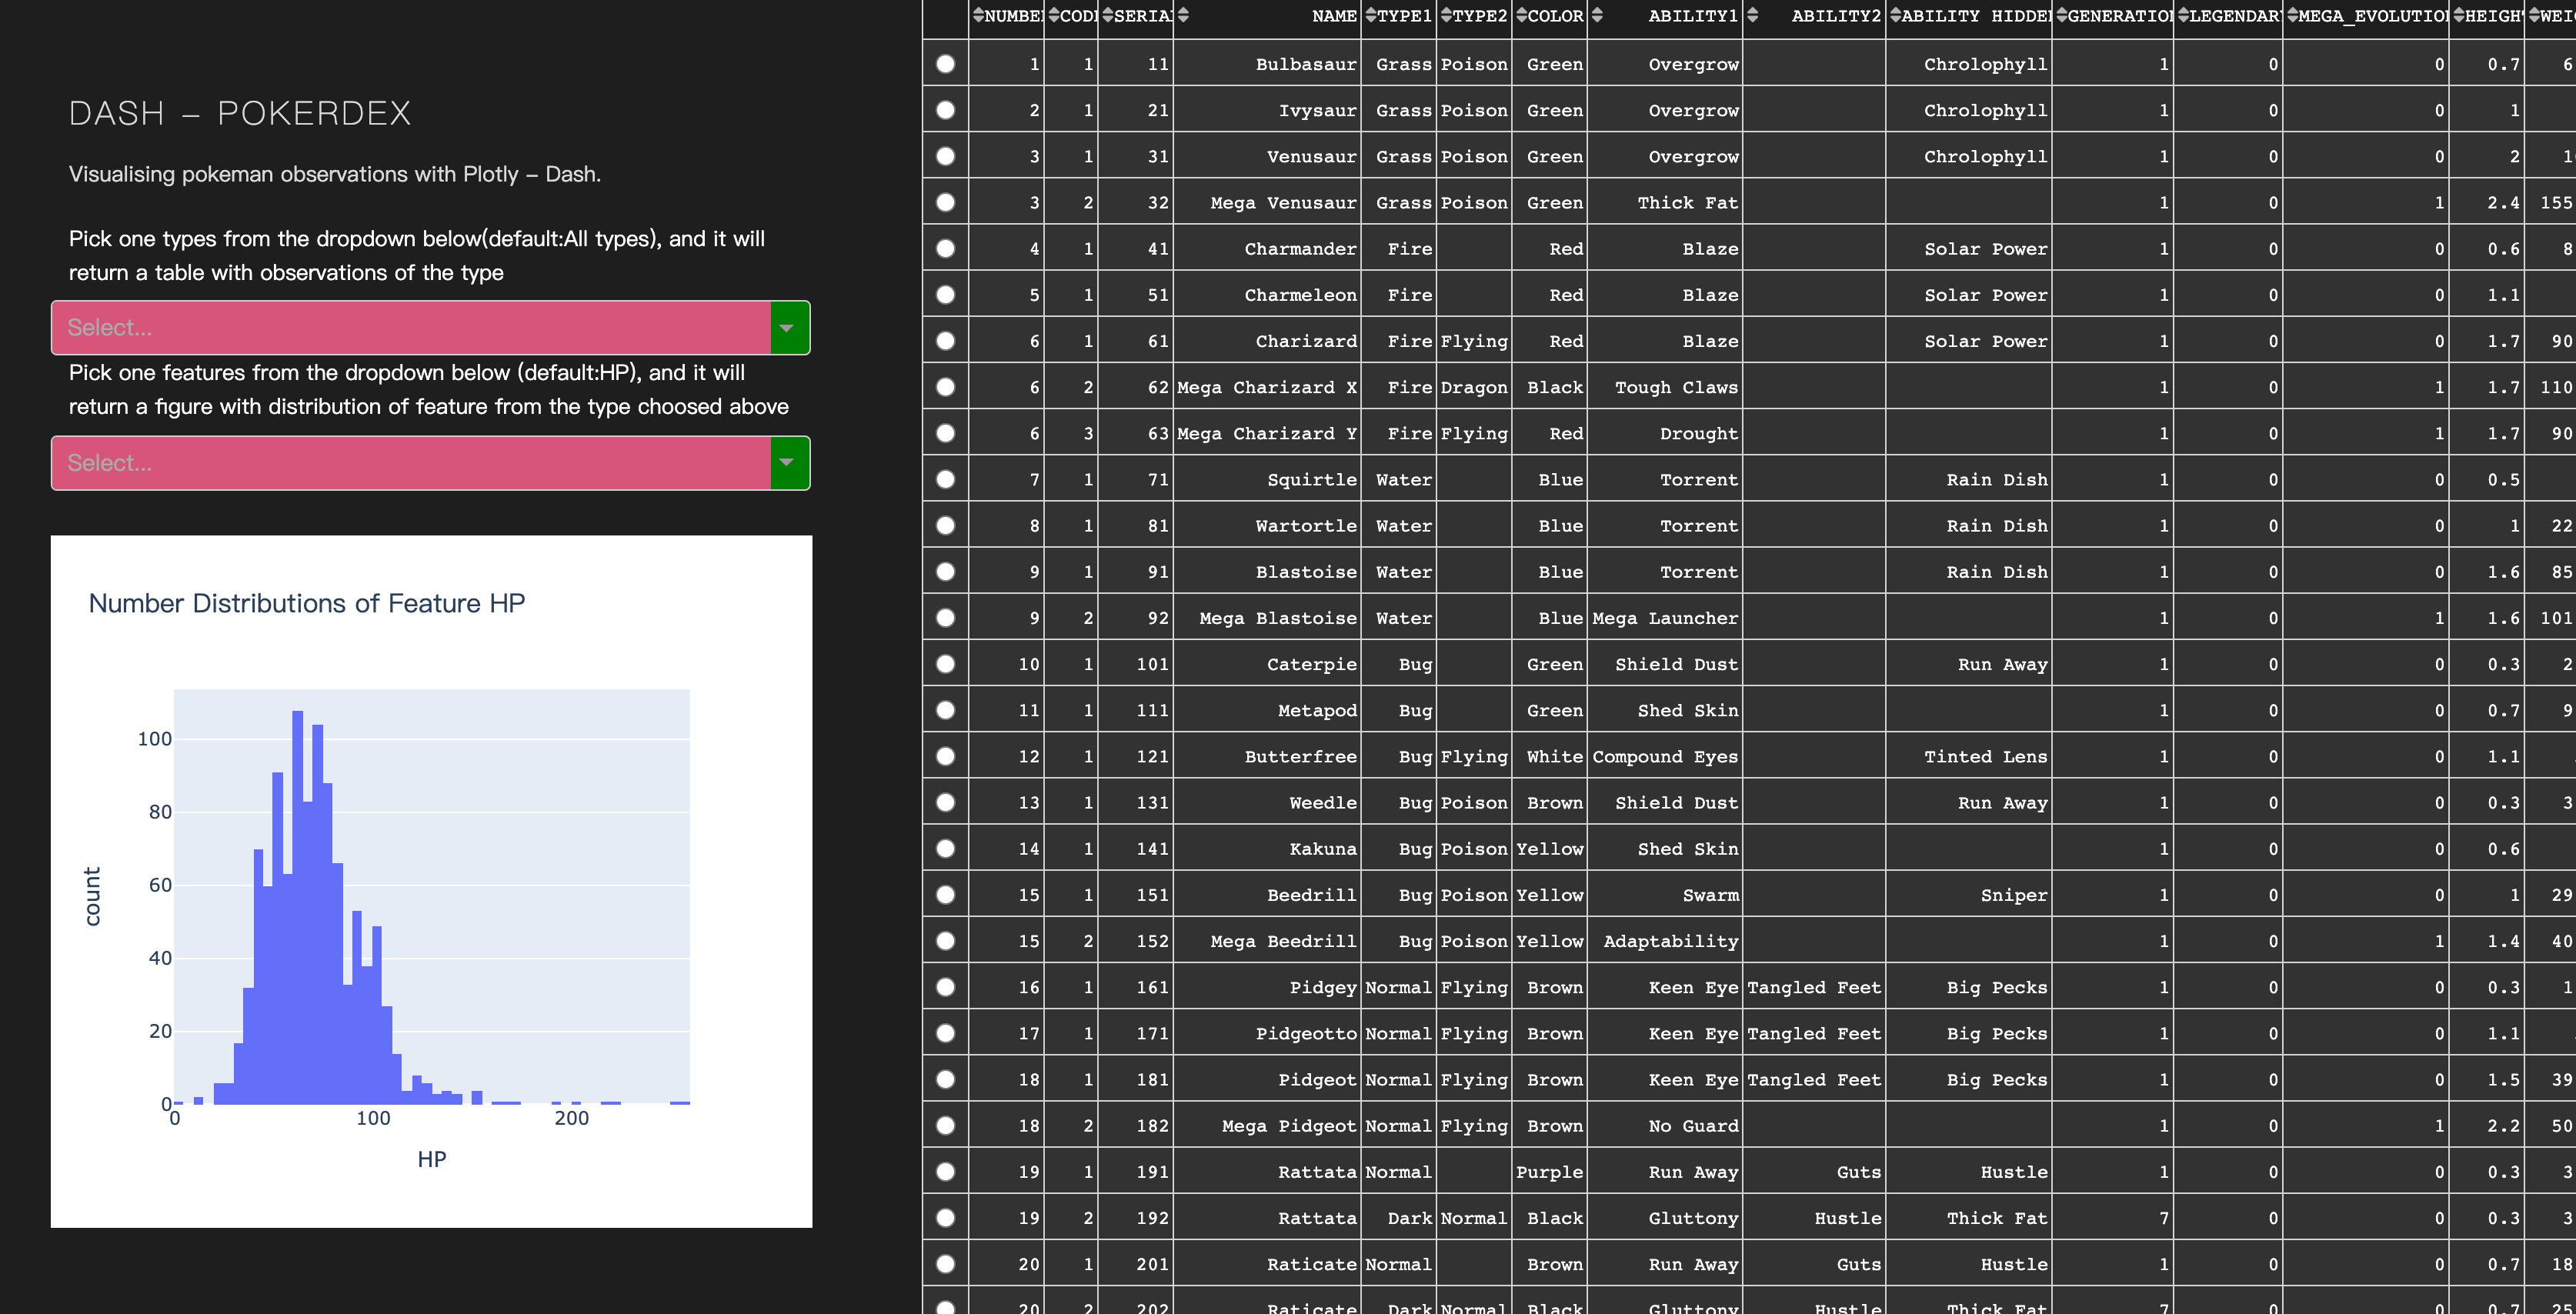 DASH – POKERDEX
Visualising pokeman observations with Plotly – Dash.
Pick one types from the dropdown below(default:All types), and it will
return a table with observations of the type
Select...
Pick one features from the dropdown below (default:HP), and it will
return a figure with distribution of feature from the type choosed above
Select...
Number Distributions of Feature HP
100
80
60
40
20
0
count
0 100 200
HP
NUMBE COD SERIA NAME TYPE1 TYPE2 COLOR ABILITY1 ABILITY2 ABILITY HIDDE GENERATIO LEGENDAR MEGA_EVOLUTIO HEIGH WEI
1 1 11 Bulbasaur Grass Poison Green Overgrow Chrolophyll 1 0 0 0.7 6
2 1 21 Ivysaur Grass Poison Green Overgrow Chrolophyll 1 0 0 1
3 1 31 Venusaur Grass Poison Green Overgrow Chrolophyll 1 0 0 2 1
3 2 32 Mega Venusaur Grass Poison Green Thick Fat 1 0 1 2.4 155
4 1 41 Charmander Fire Red Blaze Solar Power 1 0 0 0.6 8
5 1 51 Charmeleon Fire Red Blaze Solar Power 1 0 0 1.1
6 1 61 Charizard Fire Flying Red Blaze Solar Power 1 0 0 1.7 90
6 2 62 Mega Charizard X Fire Dragon Black Tough Claws 1 0 1 1.7 110
6 3 63 Mega Charizard Y Fire Flying Red Drought 1 0 1 1.7 90
7 1 71 Squirtle Water Blue Torrent Rain Dish 1 0 0 0.5
8 1 81 Wartortle Water Blue Torrent Rain Dish 1 0 0 1 22
9 1 91 Blastoise Water Blue Torrent Rain Dish 1 0 0 1.6 85
9 2 92 Mega Blastoise Water Blue Mega Launcher 1 0 1 1.6 101
10 1 101 Caterpie Bug Green Shield Dust Run Away 1 0 0 0.3 2
11 1 111 Metapod Bug Green Shed Skin 1 0 0 0.7 9
12 1 121 Butterfree Bug Flying White Compound Eyes Tinted Lens 1 0 0 1.1
13 1 131 Weedle Bug Poison Brown Shield Dust Run Away 1 0 0 0.3 3
14 1 141 Kakuna Bug Poison Yellow Shed Skin 1 0 0 0.6
15 1 151 Beedrill Bug Poison Yellow Swarm Sniper 1 0 0 1 29
15 2 152 Mega Beedrill Bug Poison Yellow Adaptability 1 0 1 1.4 40
16 1 161 Pidgey Normal Flying Brown Keen Eye Tangled Feet Big Pecks 1 0 0 0.3 1
17 1 171 Pidgeotto Normal Flying Brown Keen Eye Tangled Feet Big Pecks 1 0 0 1.1
18 1 181 Pidgeot Normal Flying Brown Keen Eye Tangled Feet Big Pecks 1 0 0 1.5 39
18 2 182 Mega Pidgeot Normal Flying Brown No Guard 1 0 1 2.2 50
19 1 191 Rattata Normal Purple Run Away Guts Hustle 1 0 0 0.3 3
19 2 192 Rattata Dark Normal Black Gluttony Hustle Thick Fat 7 0 0 0.3 3
20 1 201 Raticate Normal Brown Run Away Guts Hustle 1 0 0 0.7 18
20 2 202 Raticate Dark Normal Black Gluttony Hustle Thick Fat 7 0 0 0.7 25